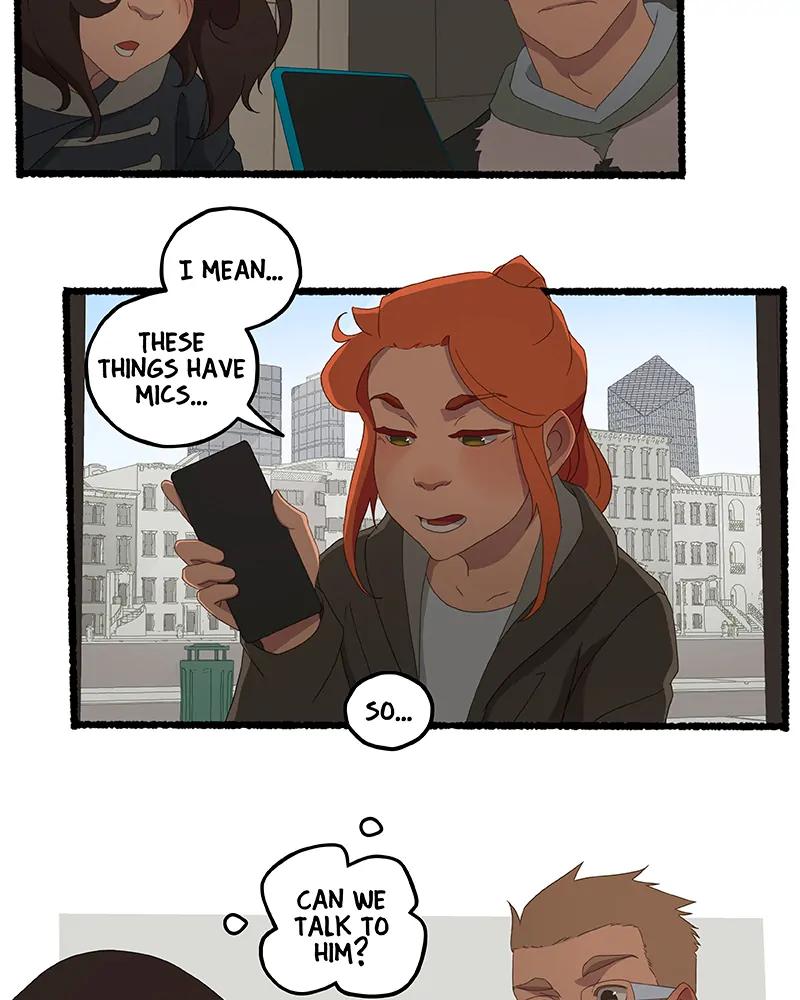 I MEAN...
THESE
THINGS HAVE
MICS...
SO...
CAN WE
TALK TO
HIM?